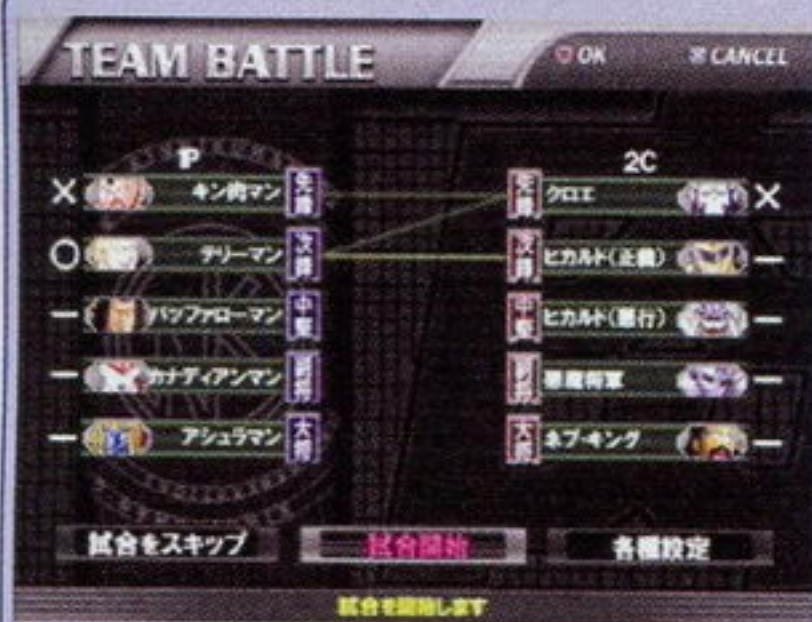 TEAM BATTLE
OK CANCEL
1P 2C
× キン肉マン 先鋒 先鋒 クロエ ×
○ テリーマン 次鋒 次鋒 ヒカルド(正義) —
— バッファローマン 中堅 中堅 ヒカルド(悪行) —
— カナディアンマン 副将 副将 悪魔将軍 —
— アシュラマン 大将 大将 ネプ・キング —
試合をスキップ 試合開始 各種設定
試合を開始します